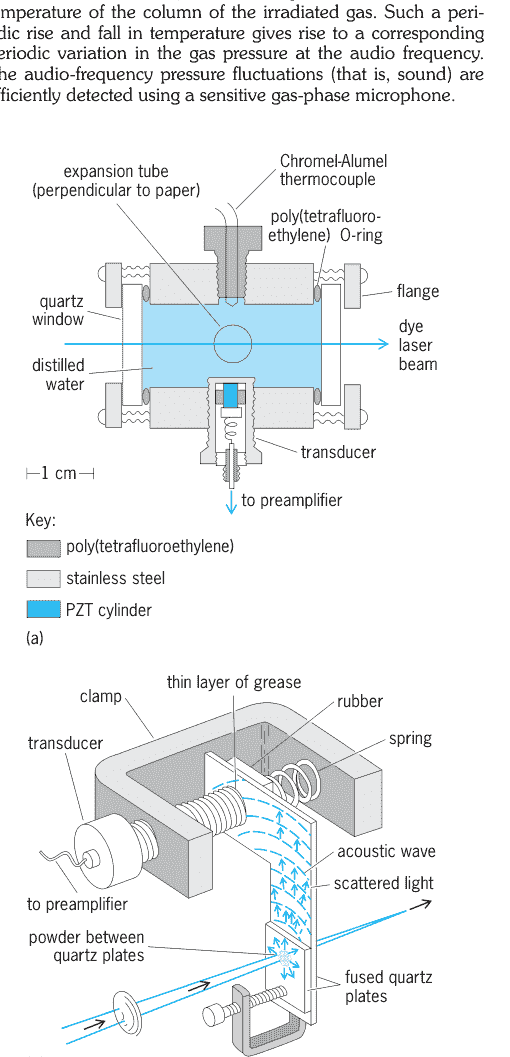 mperature of the column of the irradiated gas. Such a peri-
dic rise and fall in temperature gives rise to a corresponding
eriodic variation in the gas pressure at the audio frequency.
he audio-frequency pressure fluctuations (that is, sound) are
fficiently detected using a sensitive gas-phase microphone.
expansion tube
(perpendicular to paper)
Chromel-Alumel
thermocouple
poly(tetrafluoro-
ethylene) O-ring
quartz
window
flange
dye
laser
beam
distilled
water
transducer
1 cm
to preamplifier
Key:
poly(tetrafluoroethylene)
stainless steel
PZT cylinder
(a)
thin layer of grease
clamp
rubber
transducer
spring
acoustic wave
scattered light
to preamplifier
powder between
quartz plates
fused quartz
plates